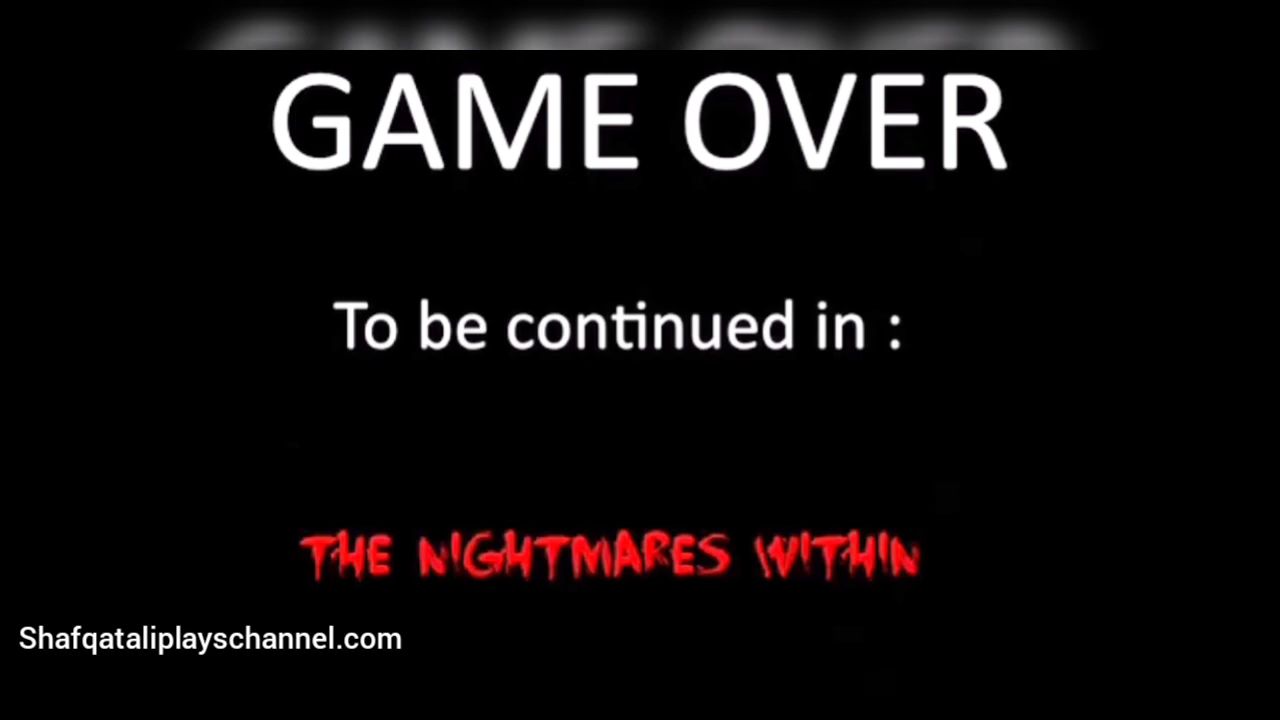 GAME OVER
To be continued in :
THE NIGHTMARES WITHIN
Shafqataliplayschannel.com